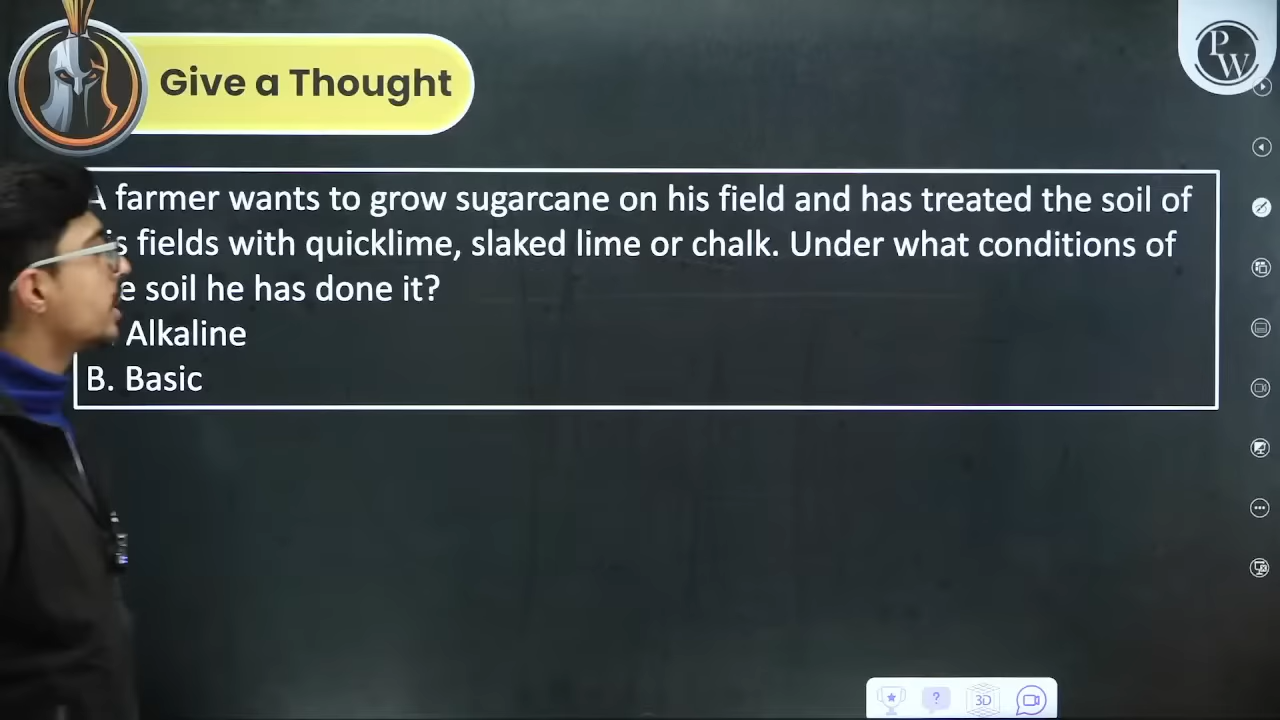 Give a Thought
P
W
A farmer wants to grow sugarcane on his field and has treated the soil of
fields with quicklime, slaked lime or chalk. Under what conditions of
soil he has done it?
Alkaline
B. Basic
?
3D